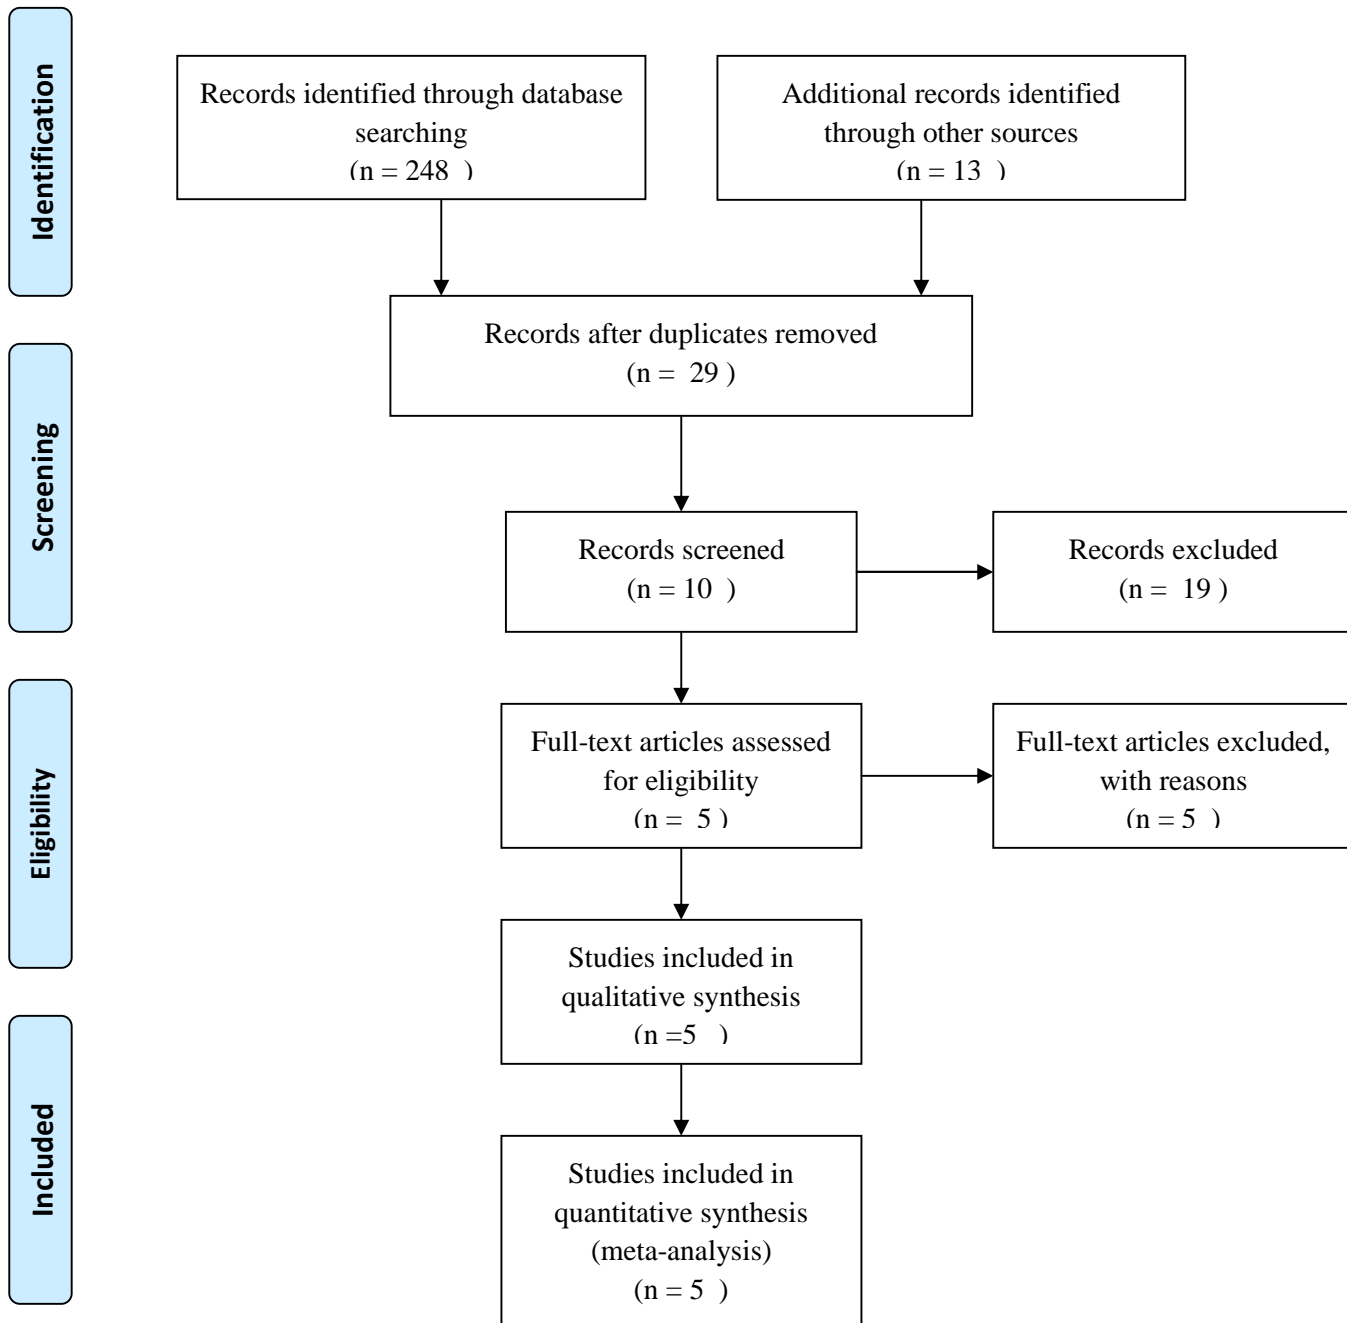 Identification
Records identified through database
searching
(n = 248  )
Additional records identified
through other sources
(n = 13  )
Records after duplicates removed
(n =  29 )
Screening
Records screened
(n = 10  )
Records excluded
(n =  19 )
Eligibility
Full-text articles assessed
for eligibility
(n =  5 )
Full-text articles excluded,
with reasons
(n = 5  )
Studies included in
qualitative synthesis
(n =5   )
Included
Studies included in
quantitative synthesis
(meta-analysis)
(n = 5  )